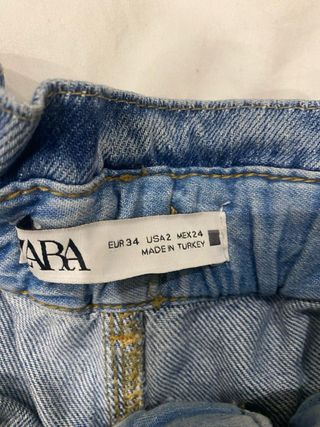 ZARA
EUR 34 USA 2 MEX 24
MADE IN TURKEY